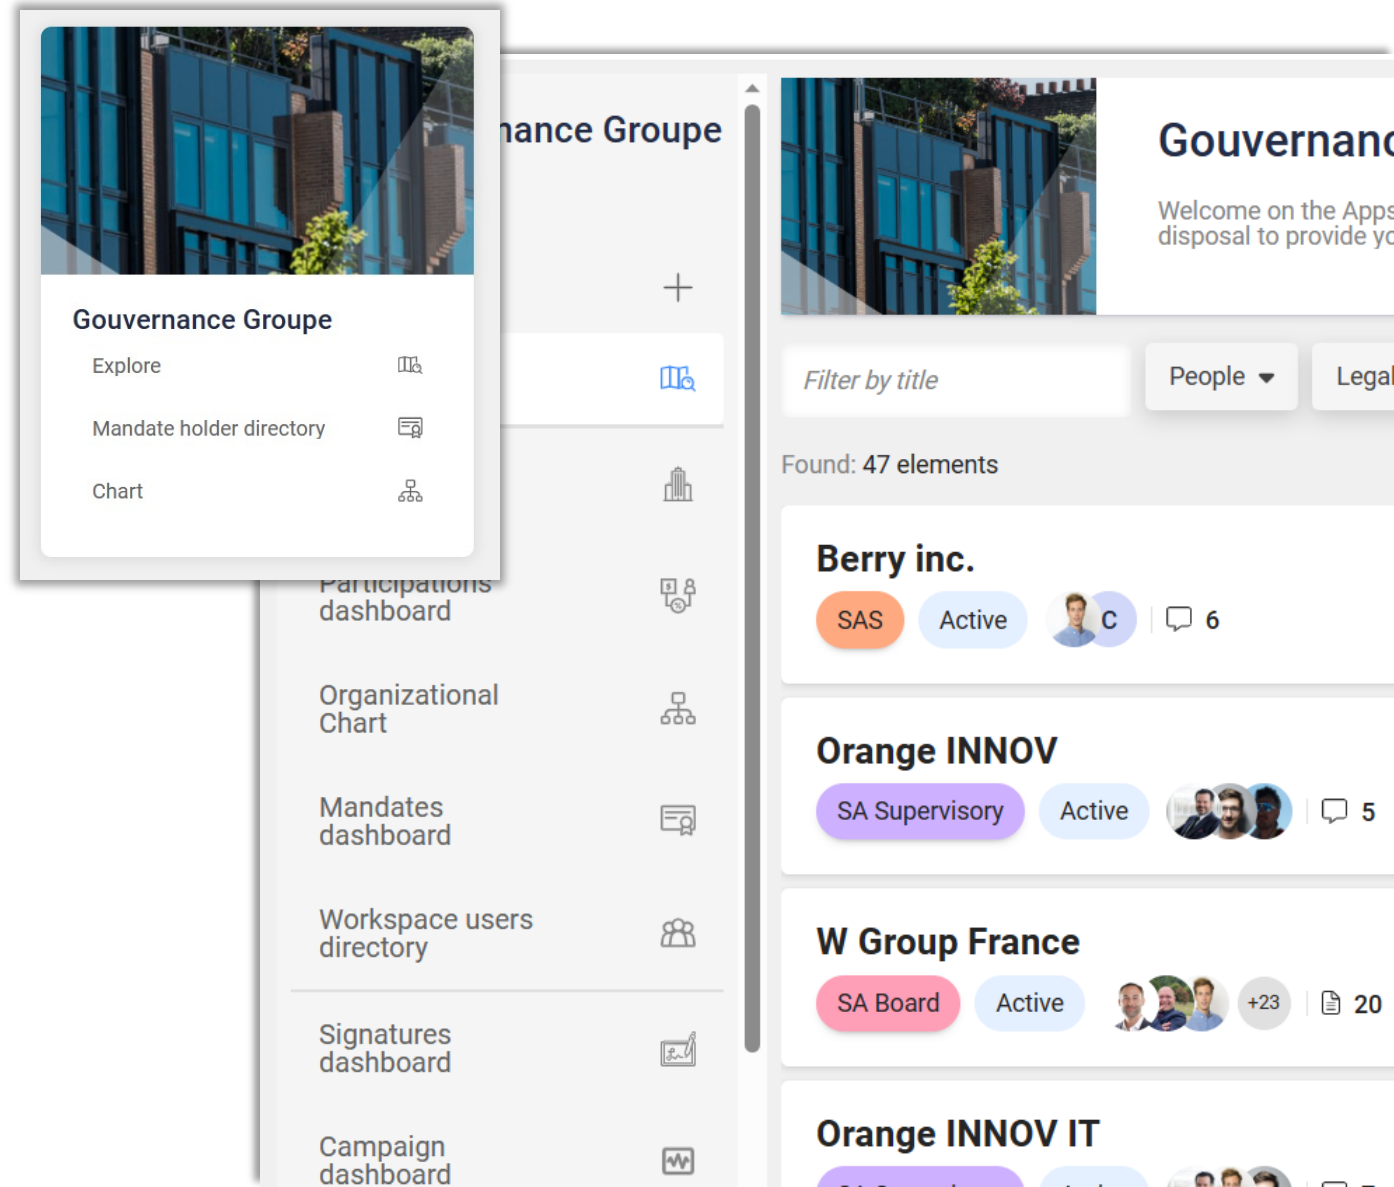 Gouvernance Groupe
Explore
Mandate holder directory
Chart
nance Groupe
Participations
dashboard
Organizational
Chart
Mandates
dashboard
Workspace users
directory
Signatures
dashboard
Campaign
dashboard
Gouvernanc
Welcome on the Apps
disposal to provide yo
Filter by title
People
Legal
Found: 47 elements
Berry inc.
SAS Active C 6
Orange INNOV
SA Supervisory Active 5
W Group France
SA Board Active +23 20
Orange INNOV IT